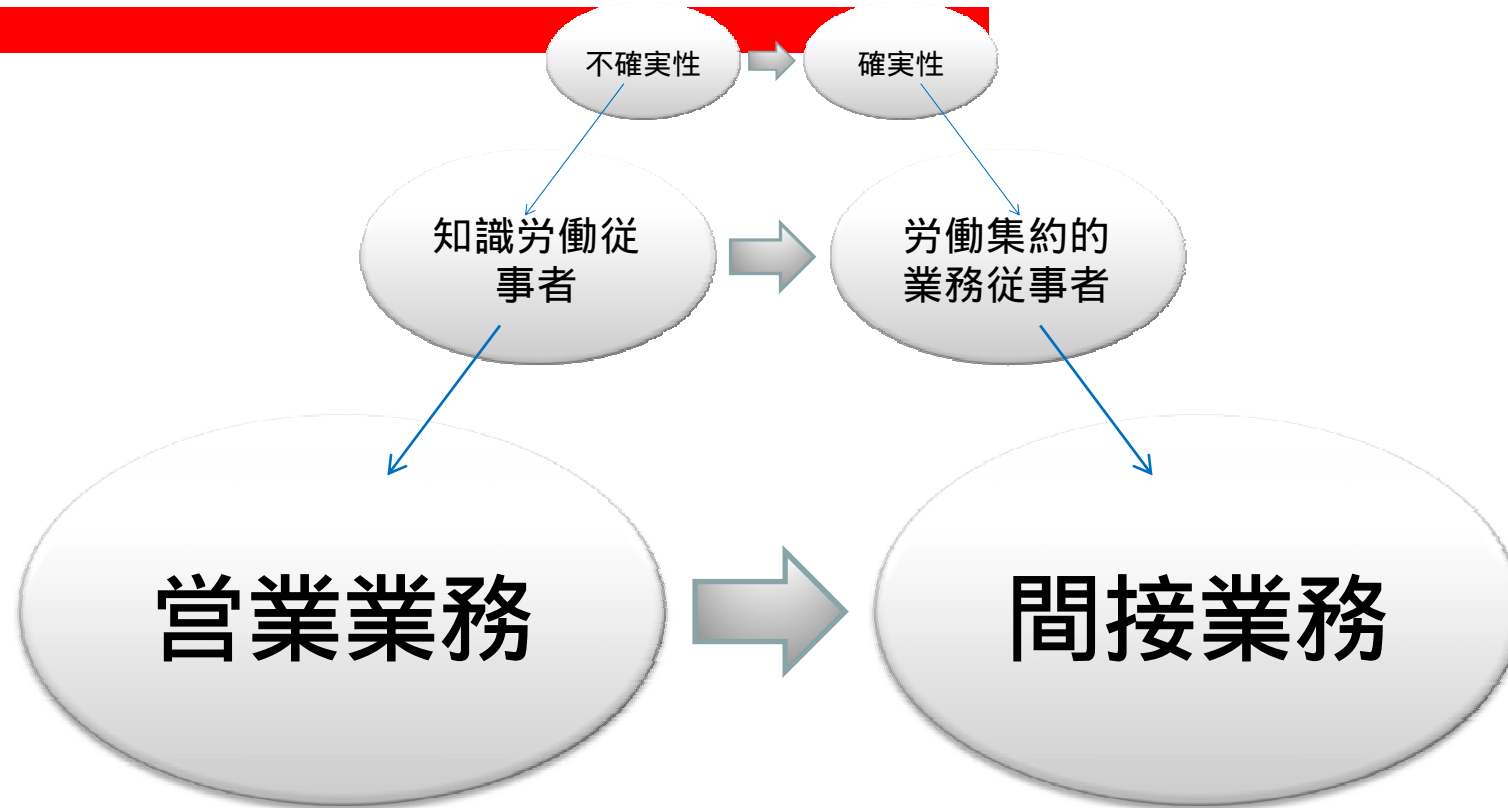 不確実性
確実性
知識労働従
事者
労働集約的
業務従事者
営業業務
間接業務